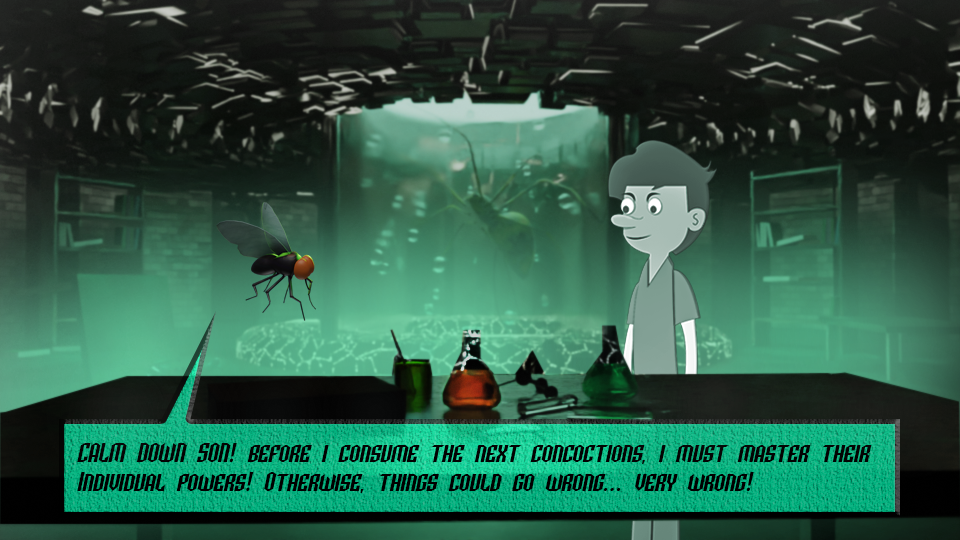 CALM DOWN SON! BEFORE I CONSUME THE NEXT CONCOCTIONS, I MUST MASTER THEIR
INDIVIDUAL POWERS! OTHERWISE, THINGS COULD GO WRONG... VERY WRONG!